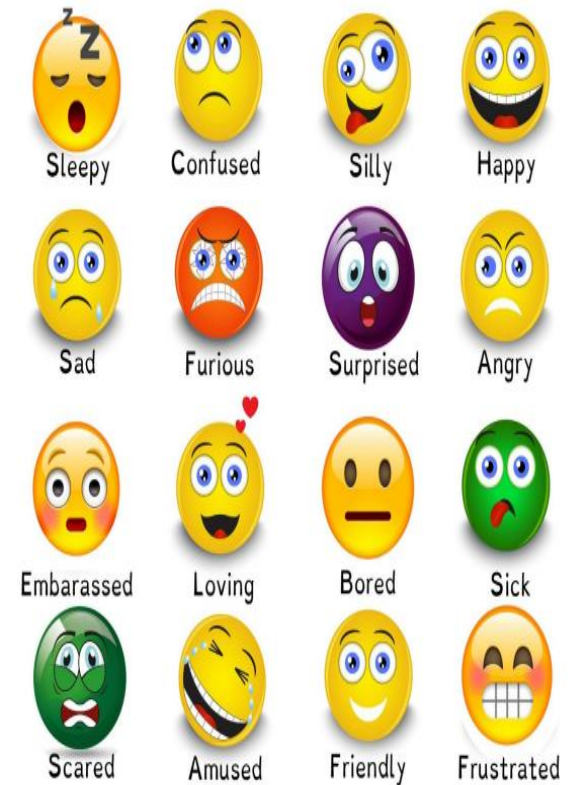 z
Z
Sleepy Confused Silly Happy
Sad Furious Surprised Angry
Embarassed Loving Bored Sick
Scared Amused Friendly Frustrated